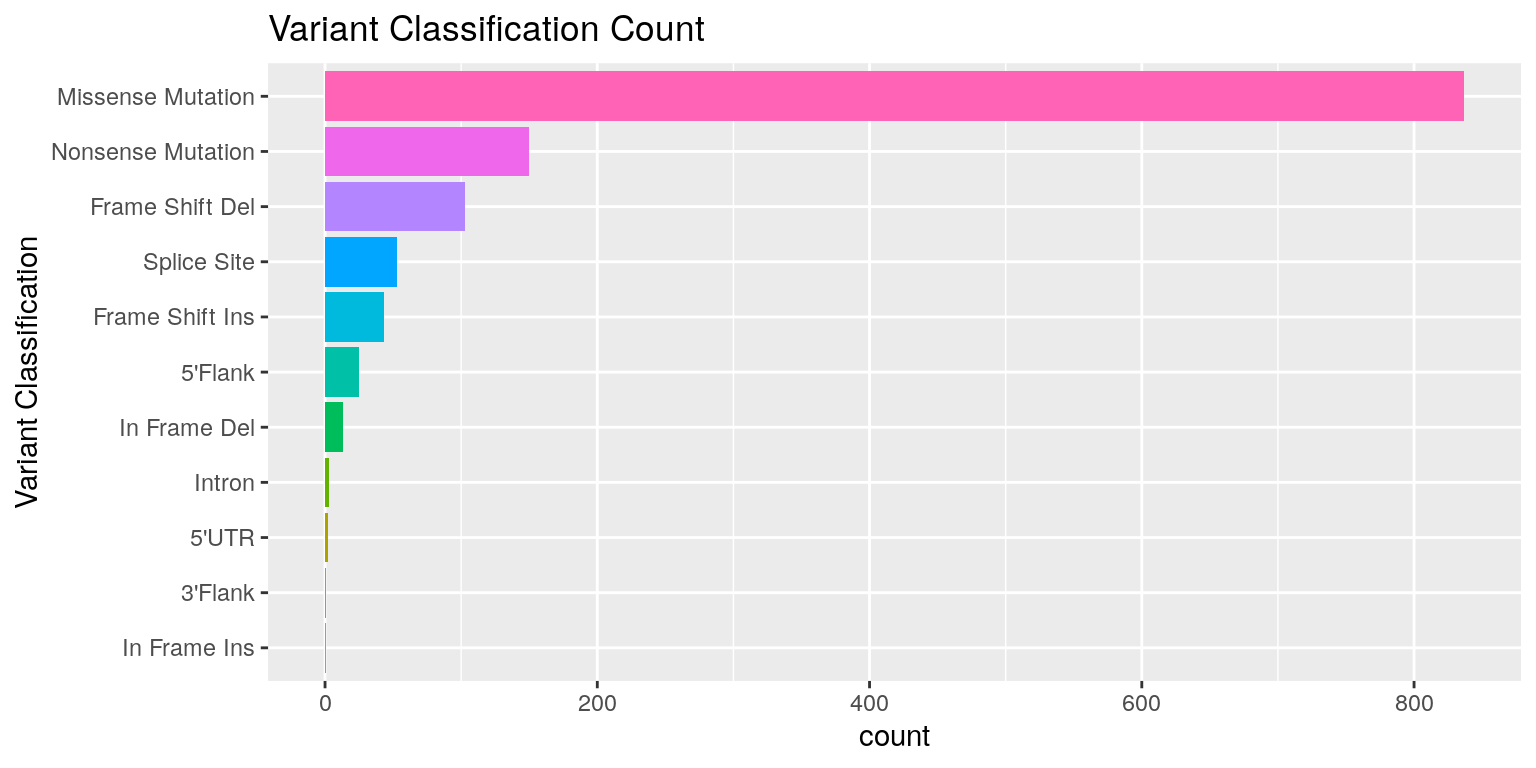 Variant Classification Count
Variant Classification
Missense Mutation
Nonsense Mutation
Frame Shift Del
Splice Site
Frame Shift Ins
5'Flank
In Frame Del
Intron
5'UTR
3'Flank
In Frame Ins
0 200 400 600 800
count